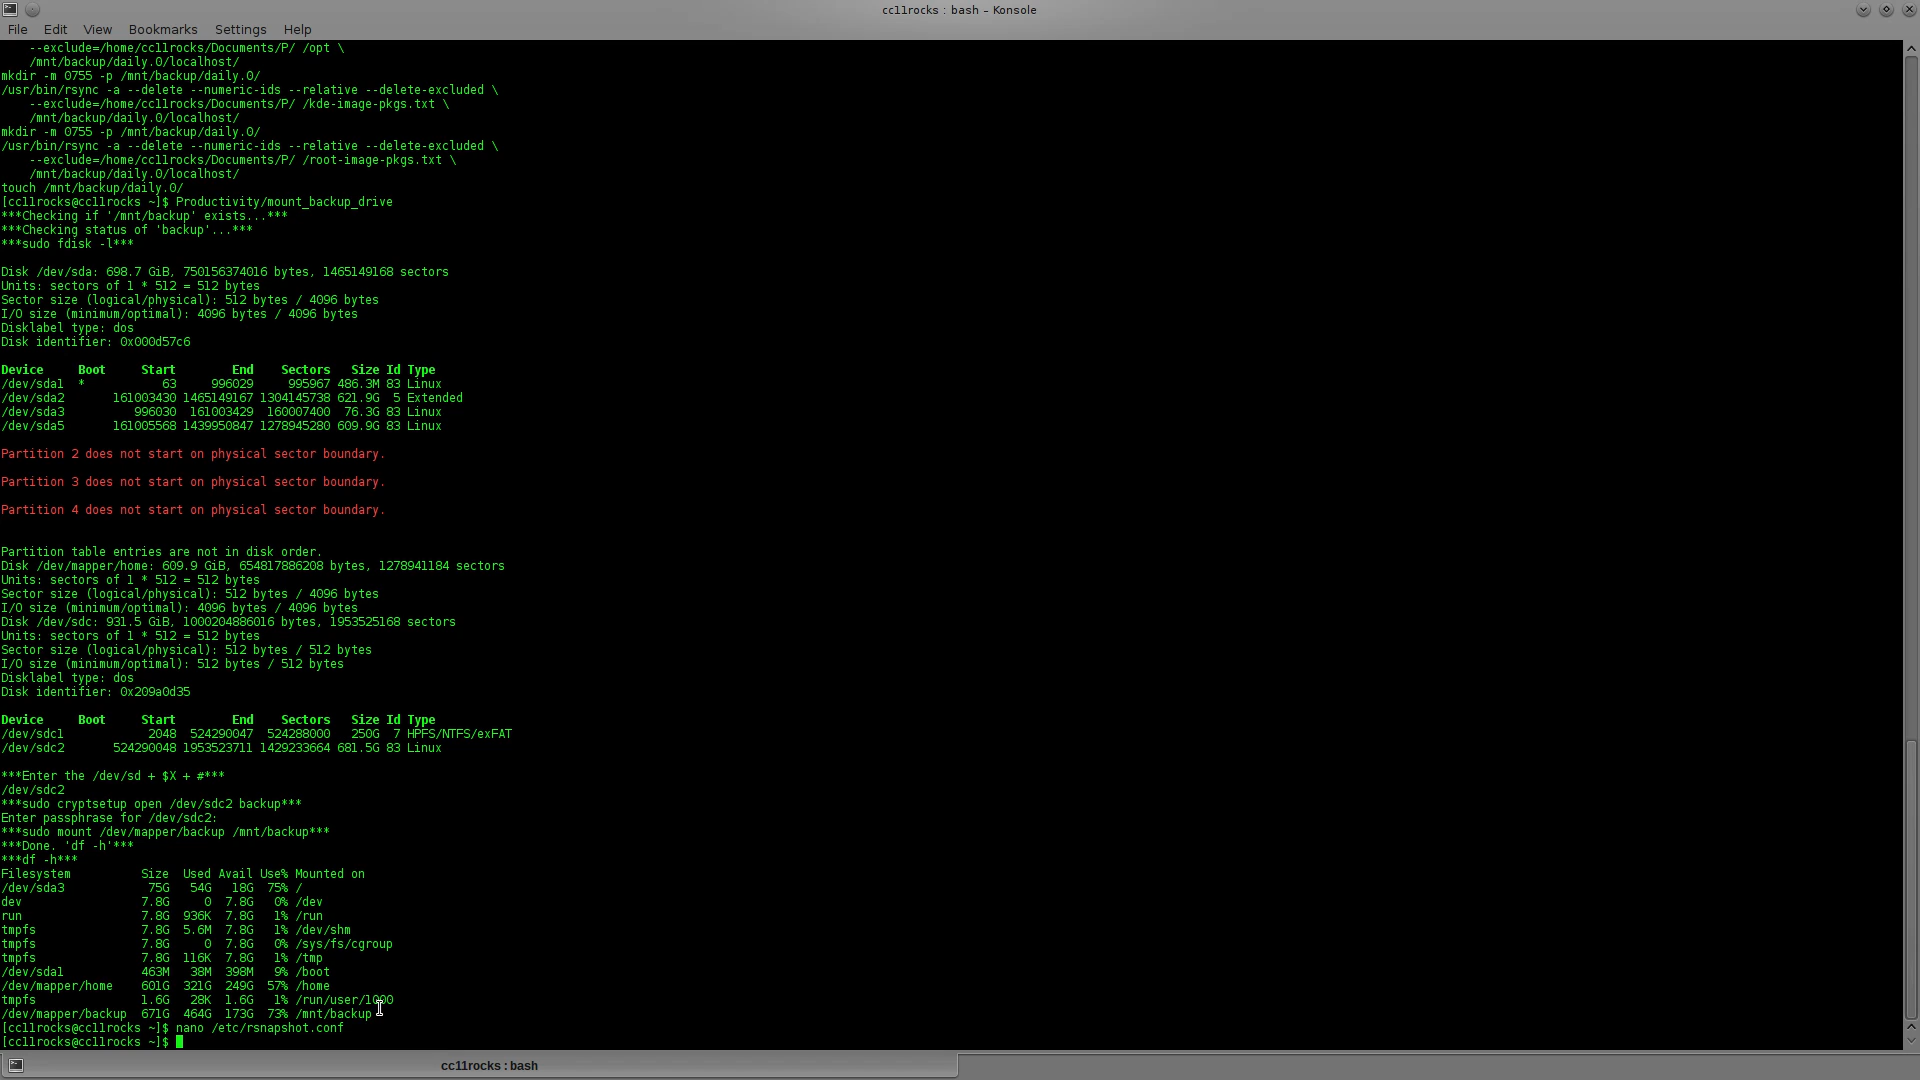 cc11rocks : bash – Konsole
File Edit View Bookmarks Settings Help
    --exclude=/home/cc11rocks/Documents/P/ /opt \
    /mnt/backup/daily.0/localhost/
mkdir -m 0755 -p /mnt/backup/daily.0/
/usr/bin/rsync -a --delete --numeric-ids --relative --delete-excluded \
    --exclude=/home/cc11rocks/Documents/P/ /kde-image-pkgs.txt \
    /mnt/backup/daily.0/localhost/
mkdir -m 0755 -p /mnt/backup/daily.0/
/usr/bin/rsync -a --delete --numeric-ids --relative --delete-excluded \
    --exclude=/home/cc11rocks/Documents/P/ /root-image-pkgs.txt \
    /mnt/backup/daily.0/localhost/
touch /mnt/backup/daily.0/
[cc11rocks@cc11rocks ~]$ Productivity/mount_backup_drive
***Checking if '/mnt/backup' exists...***
***Checking status of 'backup'...***
***sudo fdisk -l***
Disk /dev/sda: 698.7 GiB, 750156374016 bytes, 1465149168 sectors
Units: sectors of 1 * 512 = 512 bytes
Sector size (logical/physical): 512 bytes / 4096 bytes
I/O size (minimum/optimal): 4096 bytes / 4096 bytes
Disklabel type: dos
Disk identifier: 0x000d57c6
Device     Boot     Start        End    Sectors   Size Id Type
/dev/sda1  *           63     996029     995967 486.3M 83 Linux
/dev/sda2       161003430 1465149167 1304145738 621.9G  5 Extended
/dev/sda3          996030  161003429  160007400  76.3G 83 Linux
/dev/sda5       161005568 1439950847 1278945280 609.9G 83 Linux
Partition 2 does not start on physical sector boundary.
Partition 3 does not start on physical sector boundary.
Partition 4 does not start on physical sector boundary.
Partition table entries are not in disk order.
Disk /dev/mapper/home: 609.9 GiB, 654817886208 bytes, 1278941184 sectors
Units: sectors of 1 * 512 = 512 bytes
Sector size (logical/physical): 512 bytes / 4096 bytes
I/O size (minimum/optimal): 4096 bytes / 4096 bytes
Disk /dev/sdc: 931.5 GiB, 1000204886016 bytes, 1953525168 sectors
Units: sectors of 1 * 512 = 512 bytes
Sector size (logical/physical): 512 bytes / 512 bytes
I/O size (minimum/optimal): 512 bytes / 512 bytes
Disklabel type: dos
Disk identifier: 0x209a0d35
Device     Boot     Start        End    Sectors   Size Id Type
/dev/sdc1            2048  524290047  524288000   250G  7 HPFS/NTFS/exFAT
/dev/sdc2       524290048 1953523711 1429233664 681.5G 83 Linux
***Enter the /dev/sd + $X + #***
/dev/sdc2
***sudo cryptsetup open /dev/sdc2 backup***
Enter passphrase for /dev/sdc2:
***sudo mount /dev/mapper/backup /mnt/backup***
***Done. 'df -h'***
***df -h***
Filesystem          Size  Used Avail Use% Mounted on
/dev/sda3            75G   54G   18G  75% /
dev                 7.8G     0  7.8G   0% /dev
run                 7.8G  936K  7.8G   1% /run
tmpfs               7.8G  5.6M  7.8G   1% /dev/shm
tmpfs               7.8G     0  7.8G   0% /sys/fs/cgroup
tmpfs               7.8G  116K  7.8G   1% /tmp
/dev/sda1           463M   38M  398M   9% /boot
/dev/mapper/home    601G  321G  249G  57% /home
tmpfs               1.6G   28K  1.6G   1% /run/user/1000
/dev/mapper/backup  671G  464G  173G  73% /mnt/backup
[cc11rocks@cc11rocks ~]$ nano /etc/rsnapshot.conf
[cc11rocks@cc11rocks ~]$
cc11rocks : bash